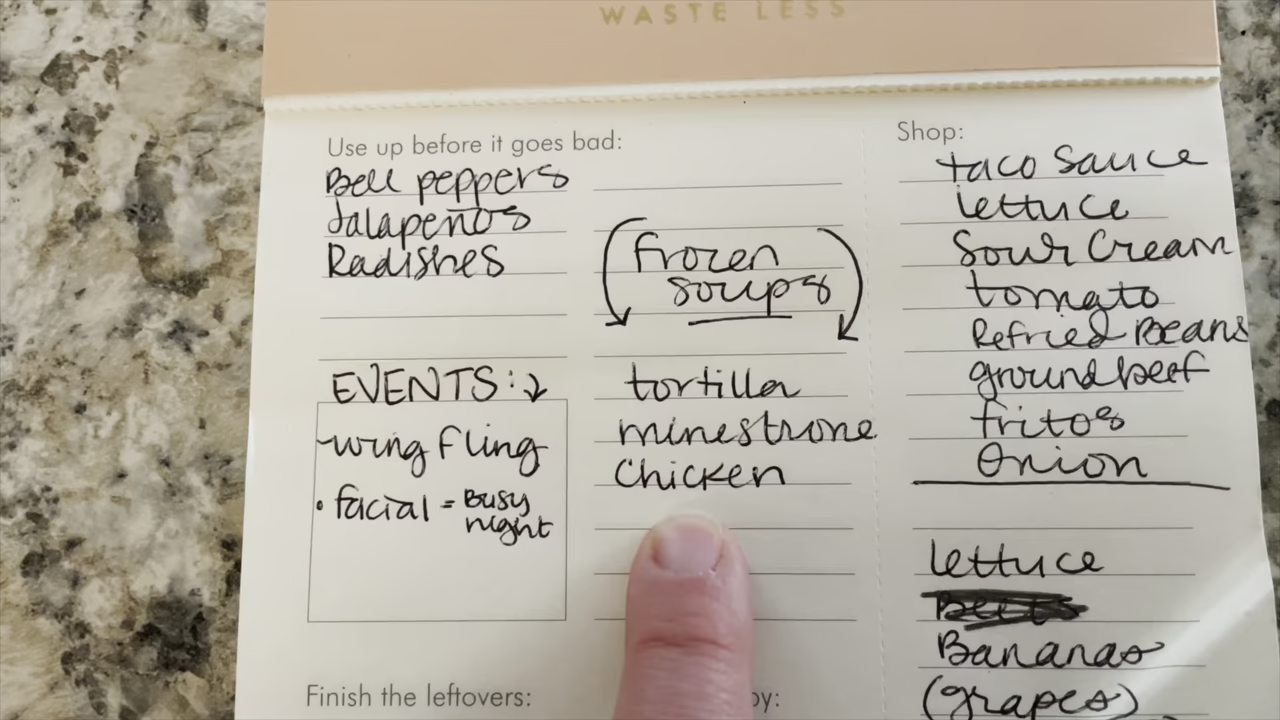 WASTE LESS
Use up before it goes bad:
Bell peppers
Jalapeños
Radishes
EVENTS:
-wing fling
• facial = Busy
night
Finish the leftovers:
frozen
soups
tortilla
minestrone
Chicken
by:
Shop:
taco sauce
lettuce
Sour Cream
tomato
Refried Beans
ground beef
fritos
Onion
lettuce
Beets
Bananas
(grapes)